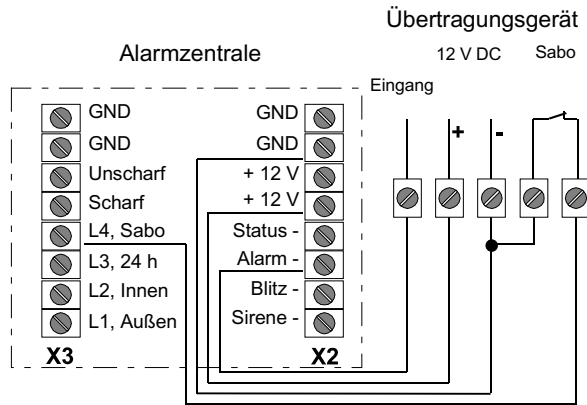 Übertragungsgerät
Alarmzentrale
12 V DC Sabo
Eingang
+ -
GND GND
GND GND
Unscharf + 12 V
Scharf + 12 V
L4, Sabo Status -
L3, 24 h Alarm -
L2, Innen Blitz -
L1, Außen Sirene -
X3 X2